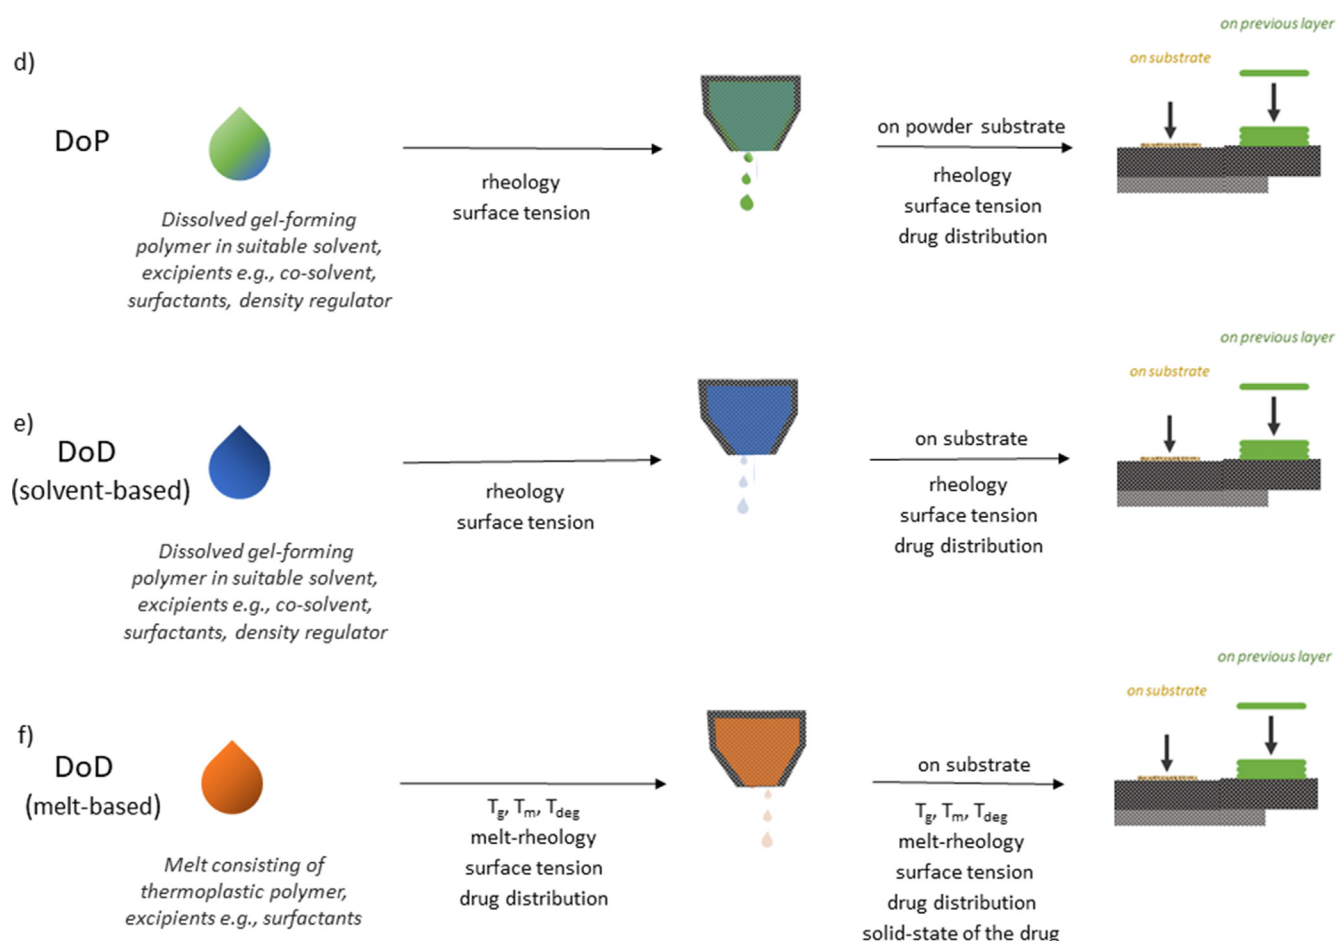 d)
DoP
Dissolved gel-forming
polymer in suitable solvent,
excipients e.g., co-solvent,
surfactants, density regulator
rheology
surface tension
on powder substrate
rheology
surface tension
drug distribution
on substrate
on previous layer
e)
DoD
(solvent-based)
Dissolved gel-forming
polymer in suitable solvent,
excipients e.g., co-solvent,
surfactants, density regulator
rheology
surface tension
on substrate
rheology
surface tension
drug distribution
on substrate
on previous layer
f)
DoD
(melt-based)
Melt consisting of
thermoplastic polymer,
excipients e.g., surfactants
Tg, Tm, Tdeg
melt-rheology
surface tension
drug distribution
on substrate
Tg, Tm, Tdeg
melt-rheology
surface tension
drug distribution
solid-state of the drug
on substrate
on previous layer